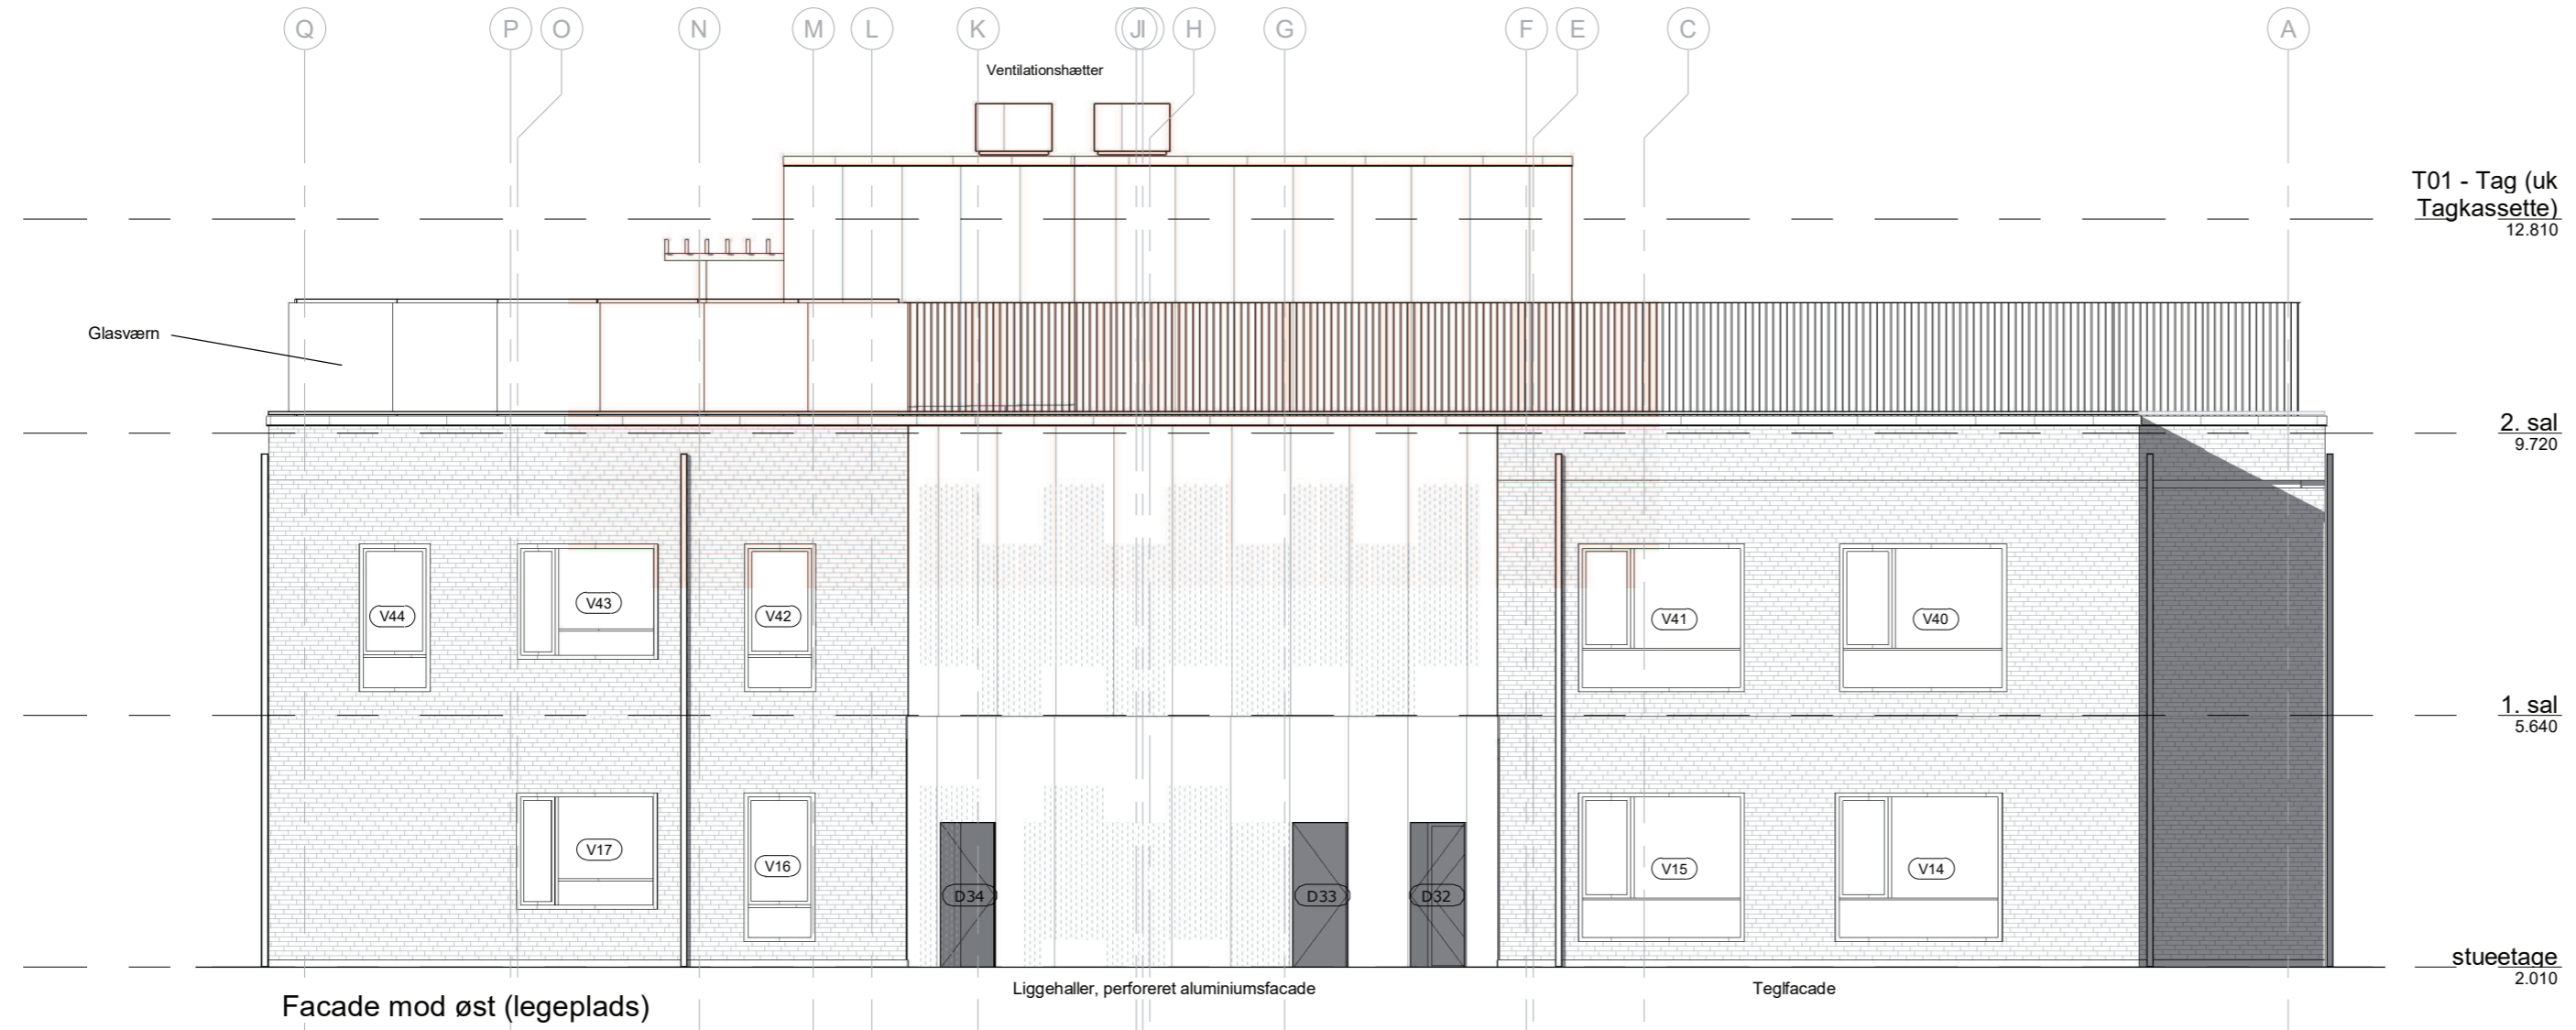 Q P O N M L K J I H G F E C A
Ventilationshætter
T01 - Tag (uk
Tagkassette)
12.810
Glasværn
2. sal
9.720
V44 V43 V42 V41 V40
1. sal
5.640
V17 V16 V15 V14
D34 D33 D32
stueetage
2.010
Liggehaller, perforeret aluminiumsfacade
Teglfacade
Facade mod øst (legeplads)